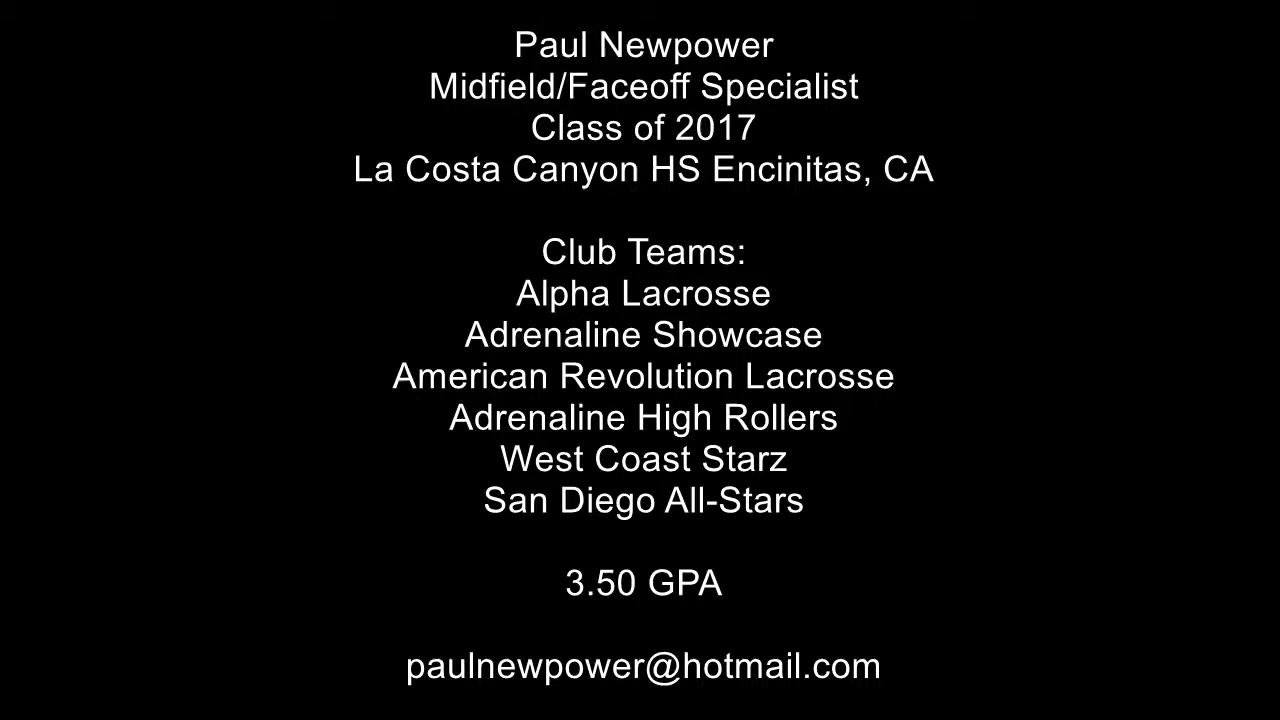 Paul Newpower
Midfield/Faceoff Specialist
Class of 2017
La Costa Canyon HS Encinitas, CA
Club Teams:
Alpha Lacrosse
Adrenaline Showcase
American Revolution Lacrosse
Adrenaline High Rollers
West Coast Starz
San Diego All-Stars
3.50 GPA
paulnewpower@hotmail.com